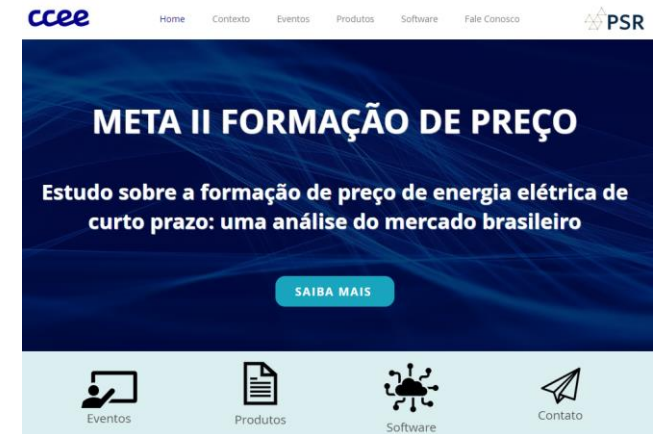 ccee
Home Contexto Eventos Produtos Software Fale Conosco
PSR
META II FORMAÇÃO DE PREÇO
Estudo sobre a formação de preço de energia elétrica de
curto prazo: uma análise do mercado brasileiro
SAIBA MAIS
Eventos Produtos Software Contato